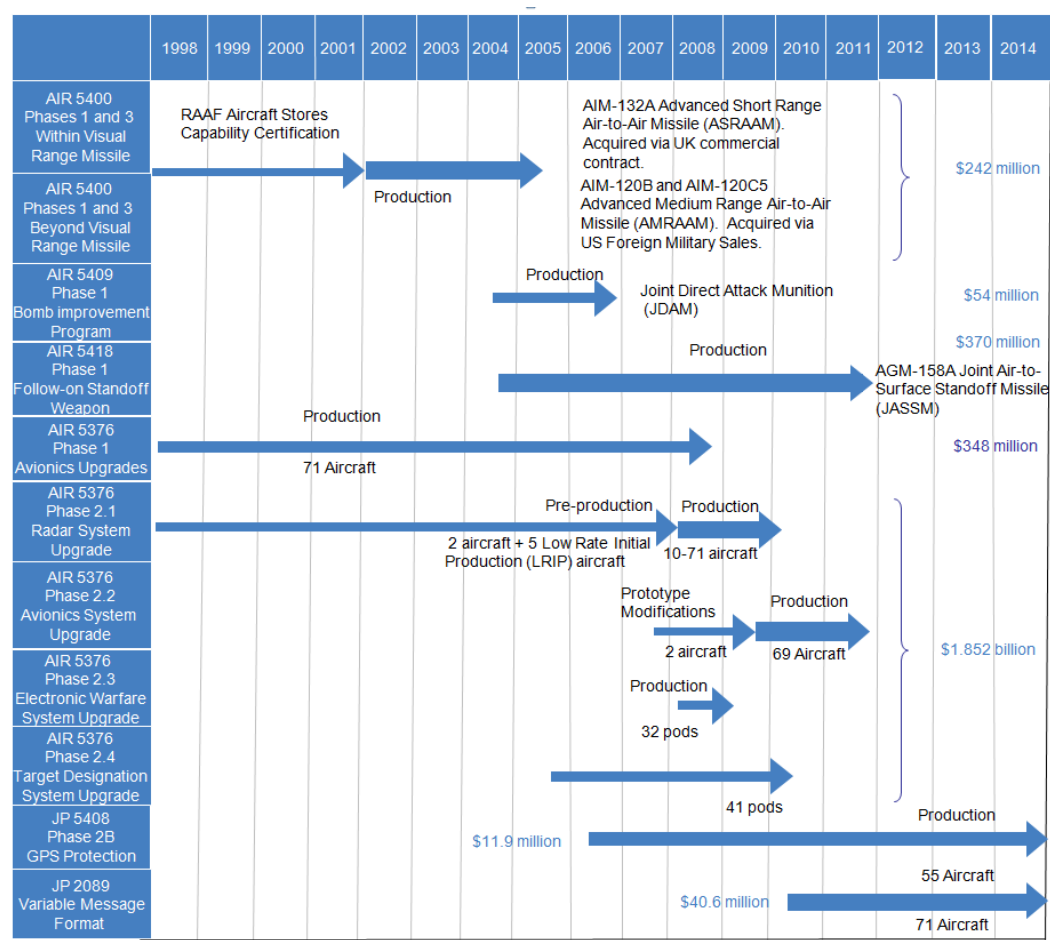 1998 1999 2000 2001 2002 2003 2004 2005 2006 2007 2008 2009 2010 2011 2012 2013 2014
AIR 5400
Phases 1 and 3
Within Visual
Range Missile
RAAF Aircraft Stores
Capability Certification
Production
AIM-132A Advanced Short Range
Air-to-Air Missile (ASRAAM).
Acquired via UK commercial
contract.
$242 million
AIR 5400
Phases 1 and 3
Beyond Visual
Range Missile
AIM-120B and AIM-120C5
Advanced Medium Range Air-to-Air
Missile (AMRAAM). Acquired via
US Foreign Military Sales.
AIR 5409
Phase 1
Bomb improvement
Program
Production
Joint Direct Attack Munition
(JDAM)
$54 million
AIR 5418
Phase 1
Follow-on Standoff
Weapon
$370 million
Production
AGM-158A Joint Air-to-
Surface Standoff Missile
(JASSM)
AIR 5376
Phase 1
Avionics Upgrades
Production
71 Aircraft
$348 million
AIR 5376
Phase 2.1
Radar System
Upgrade
Pre-production
2 aircraft + 5 Low Rate Initial
Production (LRIP) aircraft
Production
10-71 aircraft
AIR 5376
Phase 2.2
Avionics System
Upgrade
Prototype
Modifications
2 aircraft
Production
69 Aircraft
$1.852 billion
AIR 5376
Phase 2.3
Electronic Warfare
System Upgrade
Production
32 pods
AIR 5376
Phase 2.4
Target Designation
System Upgrade
41 pods
JP 5408
Phase 2B
GPS Protection
$11.9 million
Production
55 Aircraft
JP 2089
Variable Message
Format
$40.6 million
71 Aircraft